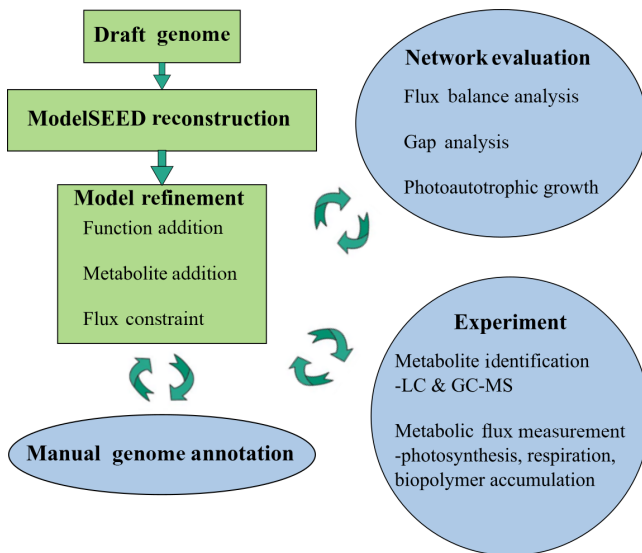 Draft genome
ModelSEED reconstruction
Model refinement
Function addition
Metabolite addition
Flux constraint
Manual genome annotation
Network evaluation
Flux balance analysis
Gap analysis
Photoautotrophic growth
Experiment
Metabolite identification
-LC & GC-MS
Metabolic flux measurement
-photosynthesis, respiration,
biopolymer accumulation